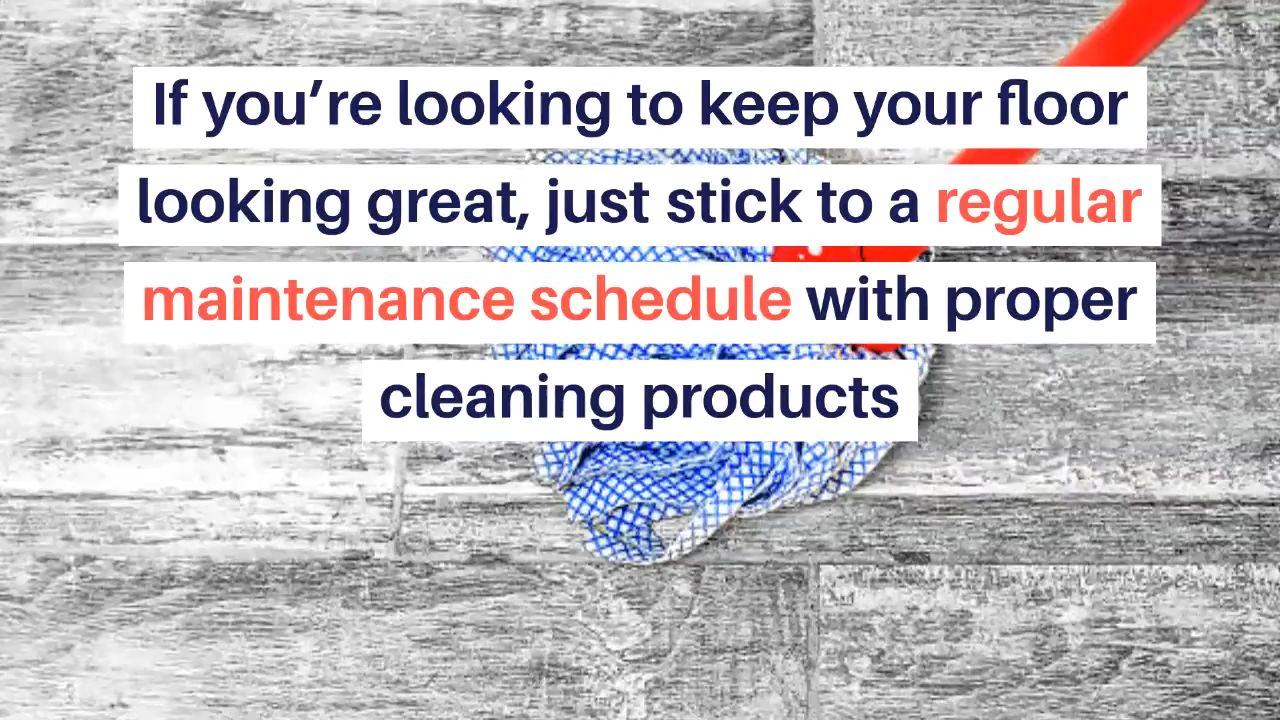 If you’re looking to keep your floor
looking great, just stick to a regular
maintenance schedule with proper
cleaning products